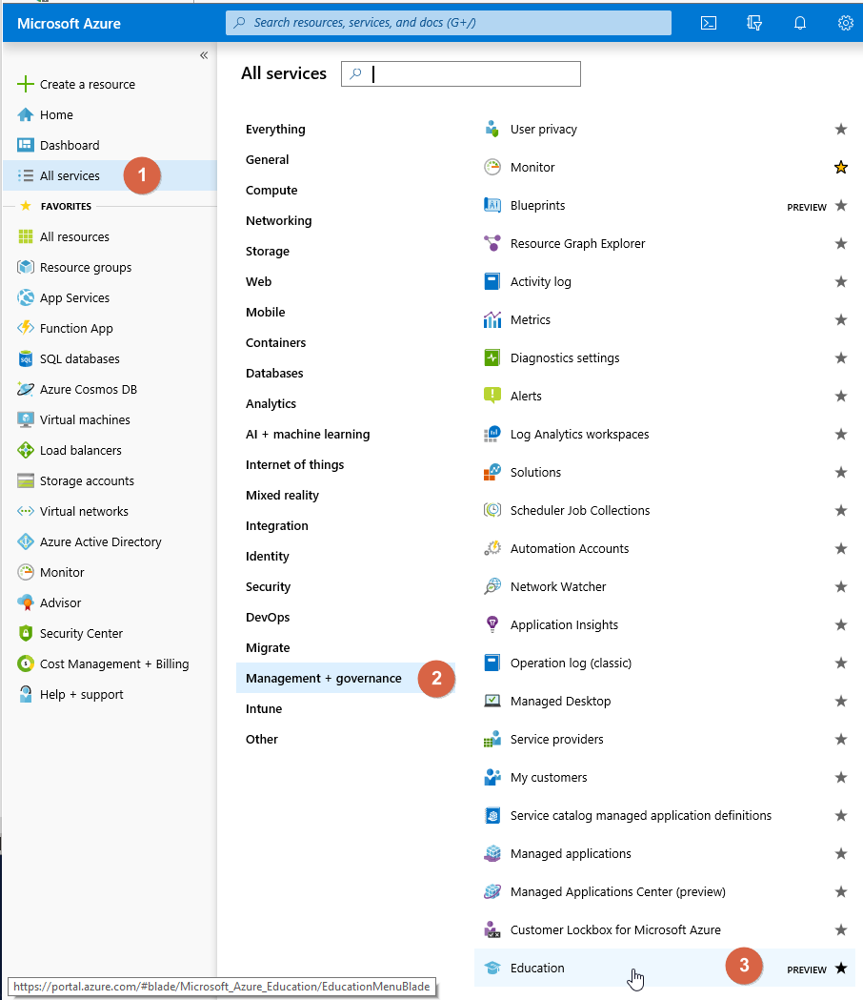 Microsoft Azure
Search resources, services, and docs (G+/)
«
Create a resource
Home
Dashboard
All services
1
FAVORITES
All resources
Resource groups
App Services
Function App
SQL databases
Azure Cosmos DB
Virtual machines
Load balancers
Storage accounts
Virtual networks
Azure Active Directory
Monitor
Advisor
Security Center
Cost Management + Billing
Help + support
All services
Everything
General
Compute
Networking
Storage
Web
Mobile
Containers
Databases
Analytics
AI + machine learning
Internet of things
Mixed reality
Integration
Identity
Security
DevOps
Migrate
Management + governance
2
Intune
Other
User privacy
Monitor
Blueprints PREVIEW
Resource Graph Explorer
Activity log
Metrics
Diagnostics settings
Alerts
Log Analytics workspaces
Solutions
Scheduler Job Collections
Automation Accounts
Network Watcher
Application Insights
Operation log (classic)
Managed Desktop
Service providers
My customers
Service catalog managed application definitions
Managed applications
Managed Applications Center (preview)
Customer Lockbox for Microsoft Azure
Education 3 PREVIEW
https://portal.azure.com/#blade/Microsoft_Azure_Education/EducationMenuBlade